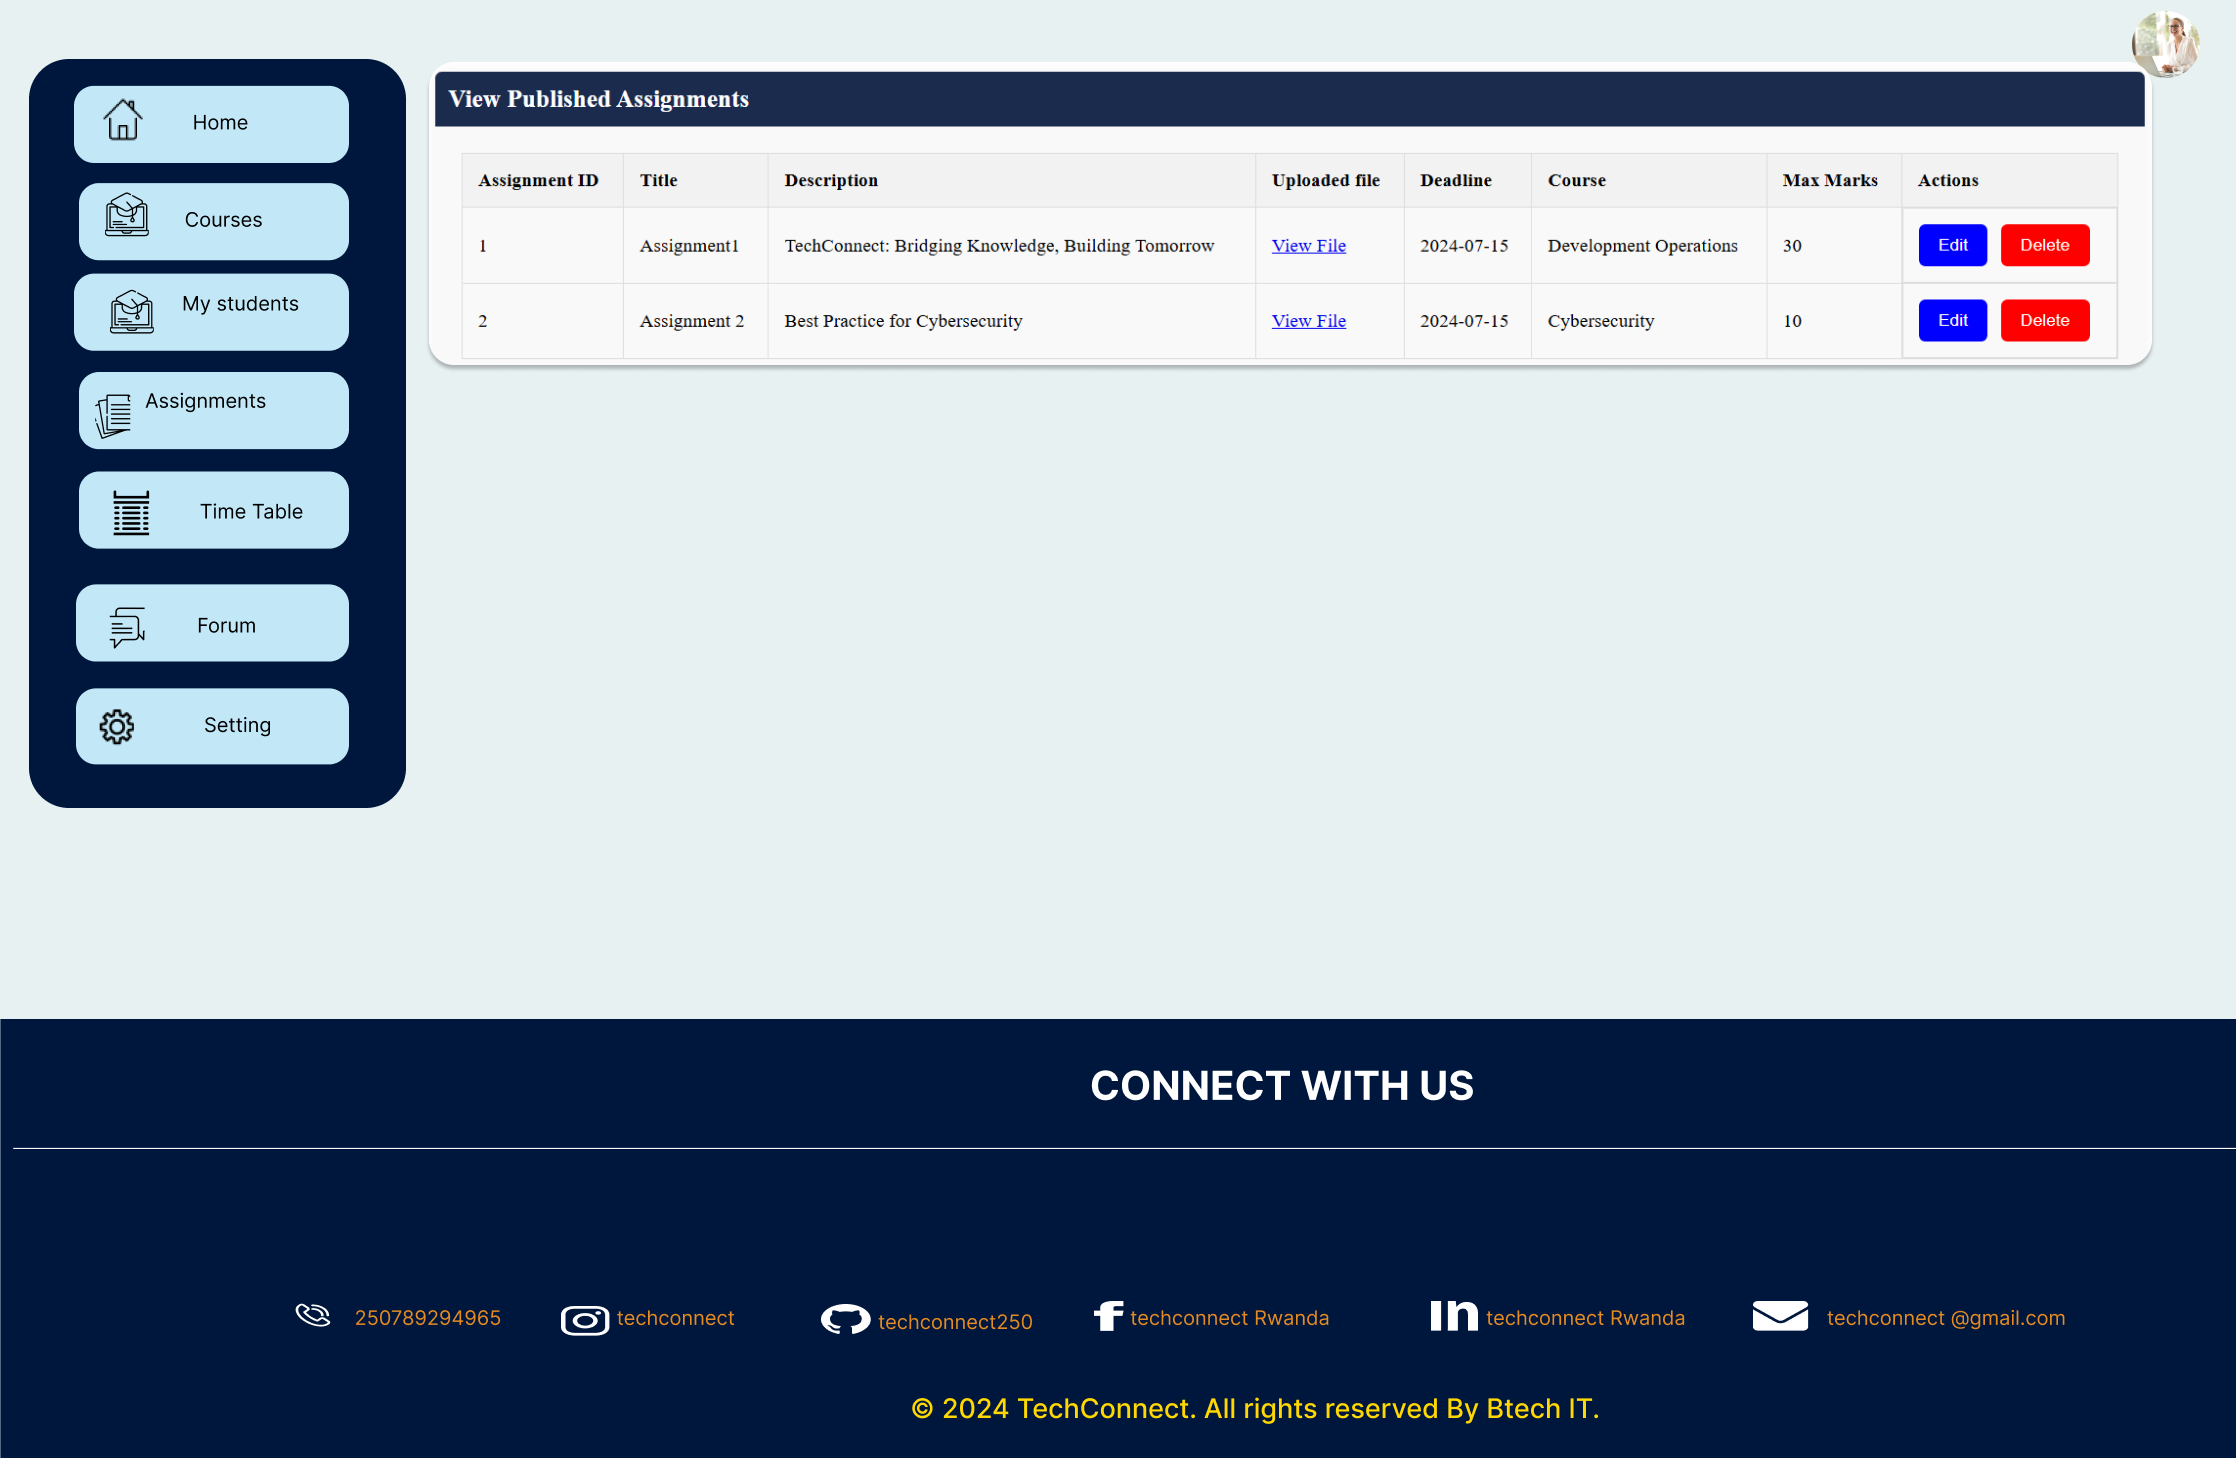 Home
Courses
My students
Assignments
Time Table
Forum
Setting
View Published Assignments
Assignment ID Title Description Uploaded file Deadline Course Max Marks Actions
1 Assignment1 TechConnect: Bridging Knowledge, Building Tomorrow View File 2024-07-15 Development Operations 30 Edit Delete
2 Assignment 2 Best Practice for Cybersecurity View File 2024-07-15 Cybersecurity 10 Edit Delete
CONNECT WITH US
250789294965 techconnect techconnect250 techconnect Rwanda techconnect Rwanda techconnect @gmail.com
© 2024 TechConnect. All rights reserved By Btech IT.